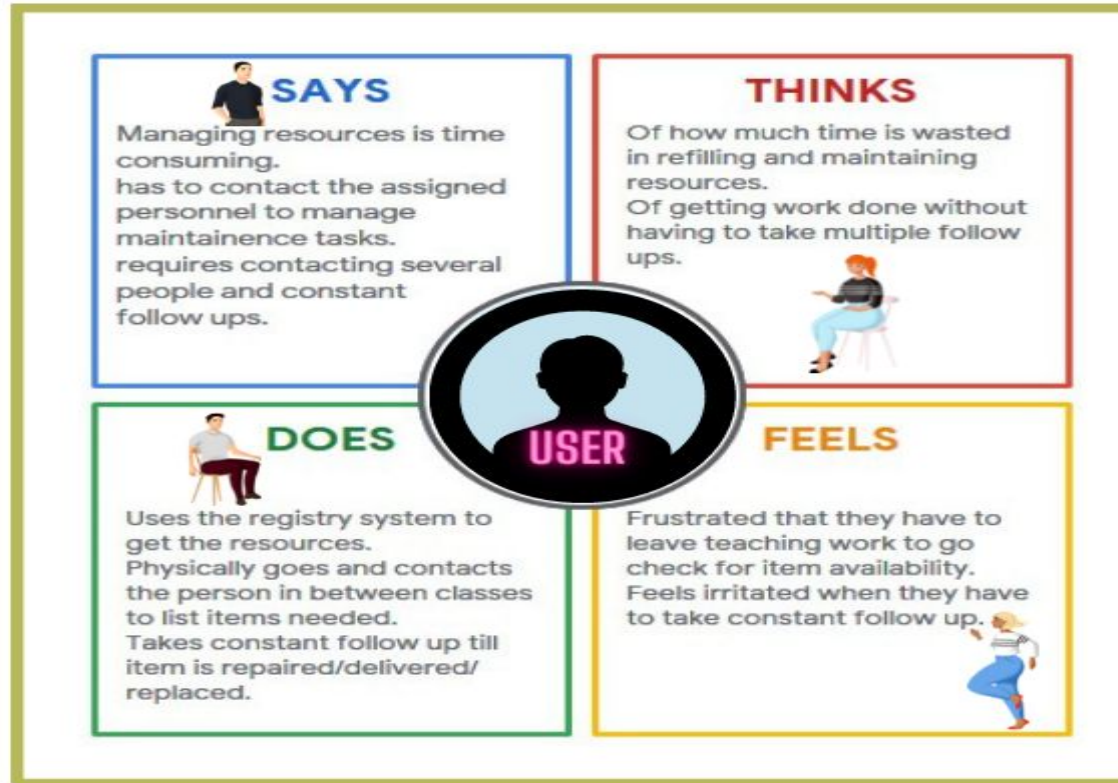 SAYS
Managing resources is time
consuming.
has to contact the assigned
personnel to manage
maintainence tasks.
requires contacting several
people and constant
follow ups.
THINKS
Of how much time is wasted
in refilling and maintaining
resources.
Of getting work done without
having to take multiple follow
ups.
USER
DOES
Uses the registry system to
get the resources.
Physically goes and contacts
the person in between classes
to list items needed.
Takes constant follow up till
item is repaired/delivered/
replaced.
FEELS
Frustrated that they have to
leave teaching work to go
check for item availability.
Feels irritated when they have
to take constant follow up.